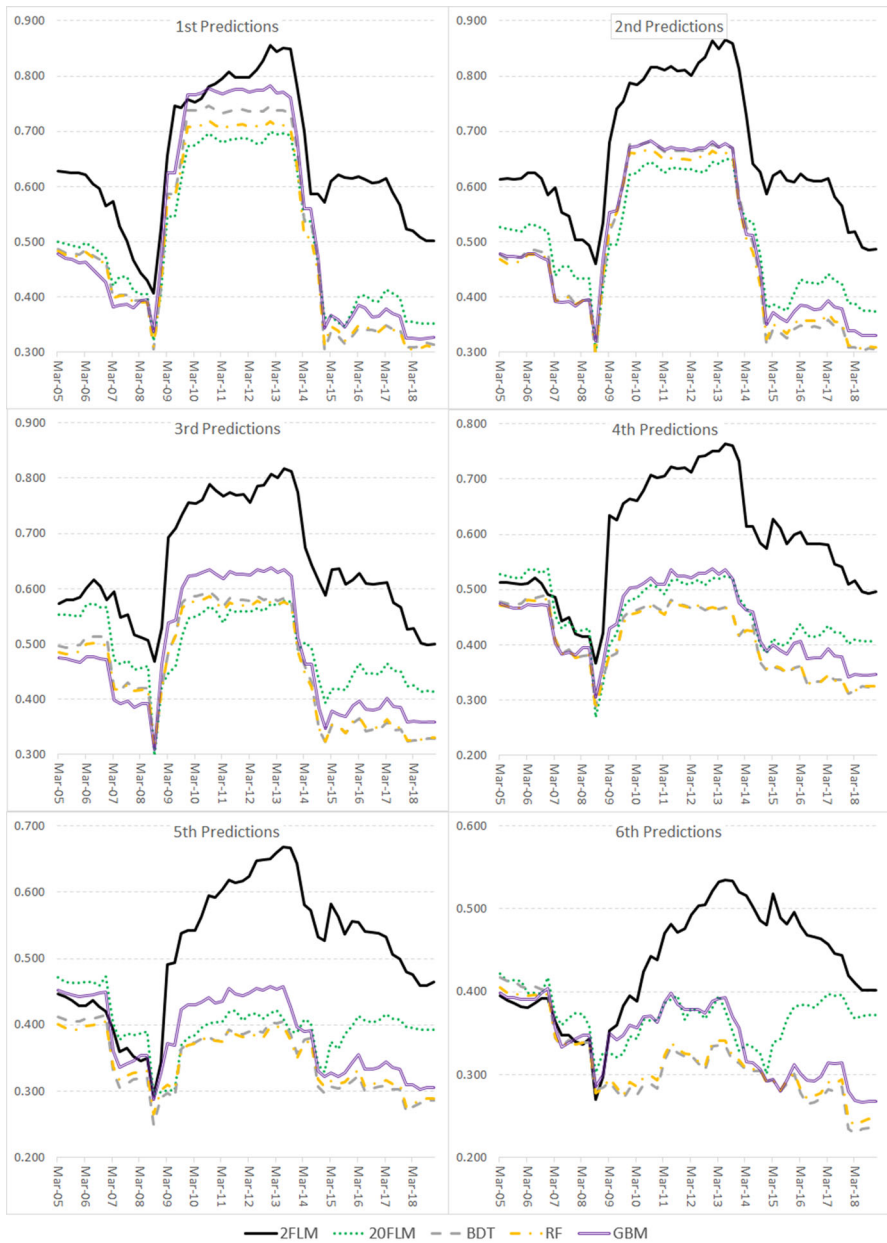 1st Predictions
0.900
0.800
0.700
0.600
0.500
0.400
0.300
Mar-05
Mar-06
Mar-07
Mar-08
Mar-09
Mar-10
Mar-11
Mar-12
Mar-13
Mar-14
Mar-15
Mar-16
Mar-17
Mar-18
2nd Predictions
0.900
0.800
0.700
0.600
0.500
0.400
0.300
Mar-05
Mar-06
Mar-07
Mar-08
Mar-09
Mar-10
Mar-11
Mar-12
Mar-13
Mar-14
Mar-15
Mar-16
Mar-17
Mar-18
3rd Predictions
0.900
0.800
0.700
0.600
0.500
0.400
0.300
Mar-05
Mar-06
Mar-07
Mar-08
Mar-09
Mar-10
Mar-11
Mar-12
Mar-13
Mar-14
Mar-15
Mar-16
Mar-17
Mar-18
4th Predictions
0.800
0.700
0.600
0.500
0.400
0.300
0.200
Mar-05
Mar-06
Mar-07
Mar-08
Mar-09
Mar-10
Mar-11
Mar-12
Mar-13
Mar-14
Mar-15
Mar-16
Mar-17
Mar-18
5th Predictions
0.700
0.600
0.500
0.400
0.300
0.200
Mar-05
Mar-06
Mar-07
Mar-08
Mar-09
Mar-10
Mar-11
Mar-12
Mar-13
Mar-14
Mar-15
Mar-16
Mar-17
Mar-18
6th Predictions
0.600
0.500
0.400
0.300
0.200
Mar-05
Mar-06
Mar-07
Mar-08
Mar-09
Mar-10
Mar-11
Mar-12
Mar-13
Mar-14
Mar-15
Mar-16
Mar-17
Mar-18
2FLM 20FLM BDT RF GBM